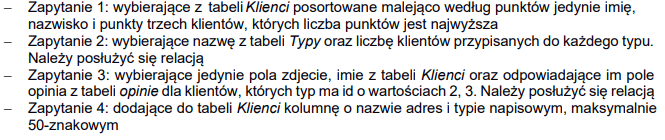 – Zapytanie 1: wybierające z tabeli Klienci posortowane malejąco według punktów jedynie imię,
nazwisko i punkty trzech klientów, których liczba punktów jest najwyższa
– Zapytanie 2: wybierające nazwę z tabeli Typy oraz liczbę klientów przypisanych do każdego typu.
Należy posłużyć się relacją
– Zapytanie 3: wybierające jedynie pola zdjecie, imie z tabeli Klienci oraz odpowiadające im pole
opinia z tabeli opinie dla klientów, których typ ma id o wartościach 2, 3. Należy posłużyć się relacją
– Zapytanie 4: dodające do tabeli Klienci kolumnę o nazwie adres i typie napisowym, maksymalnie
50-znakowym